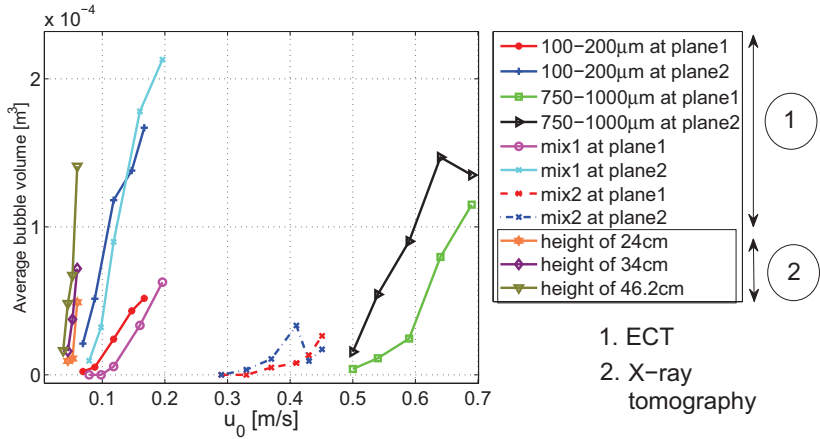 x 10⁻⁴
2
1
0
Average bubble volume [m³]
0 0.1 0.2 0.3 0.4 0.5 0.6 0.7
u₀ [m/s]
100−200µm at plane1
100−200µm at plane2
750−1000µm at plane1
750−1000µm at plane2
mix1 at plane1
mix1 at plane2
mix2 at plane1
mix2 at plane2
height of 24cm
height of 34cm
height of 46.2cm
1
2
1. ECT
2. X−ray
tomography